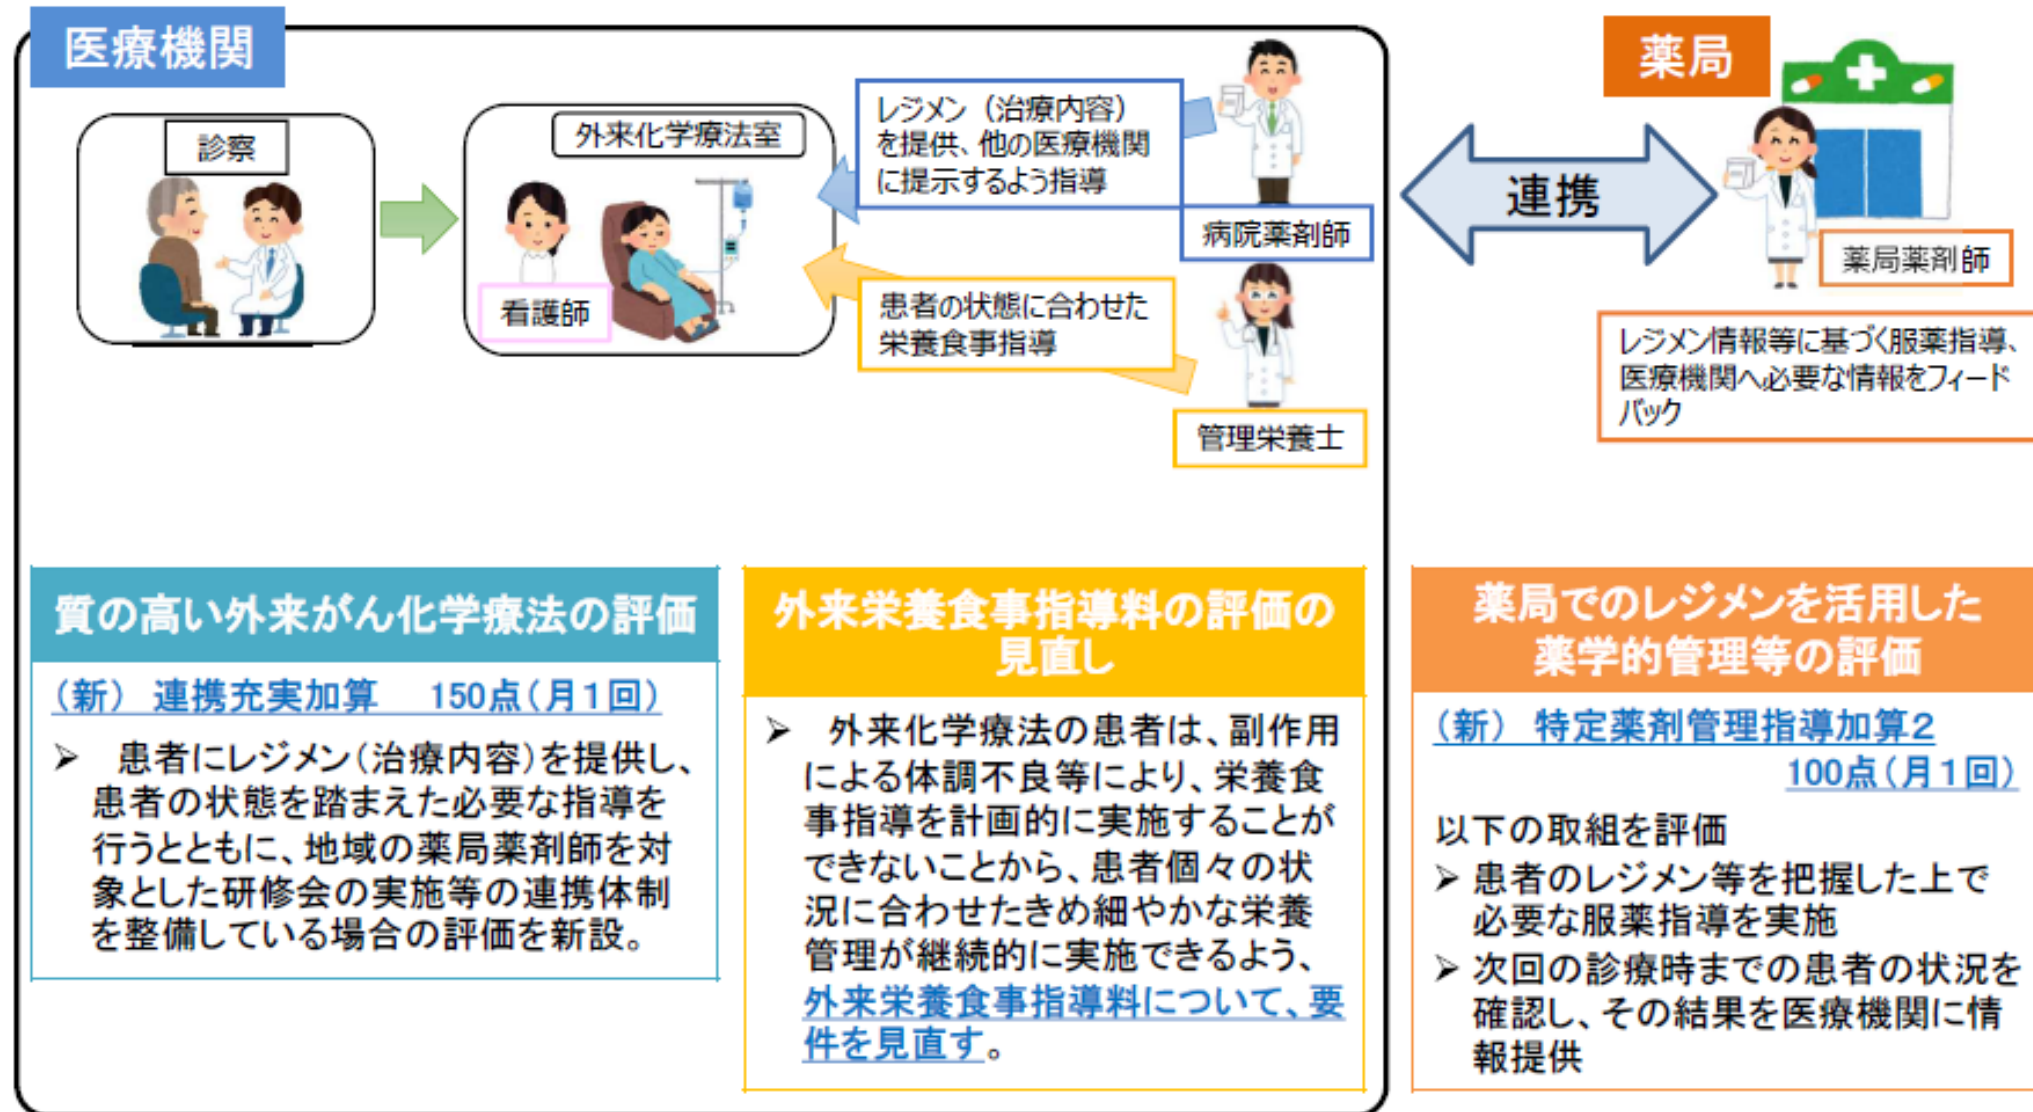 医療機関
診察
外来化学療法室
看護師
レジメン（治療内容）
を提供、他の医療機関
に提示するよう指導
病院薬剤師
患者の状態に合わせた
栄養食事指導
管理栄養士
連携
薬局
薬局薬剤師
レジメン情報等に基づく服薬指導、
医療機関へ必要な情報をフィード
バック
質の高い外来がん化学療法の評価
（新） 連携充実加算　150点（月１回）
➢ 患者にレジメン（治療内容）を提供し、
患者の状態を踏まえた必要な指導を
行うとともに、地域の薬局薬剤師を対
象とした研修会の実施等の連携体制
を整備している場合の評価を新設。
外来栄養食事指導料の評価の
見直し
➢ 外来化学療法の患者は、副作用
による体調不良等により、栄養食
事指導を計画的に実施することが
できないことから、患者個々の状
況に合わせたきめ細やかな栄養
管理が継続的に実施できるよう、
外来栄養食事指導料について、要
件を見直す。
薬局でのレジメンを活用した
薬学的管理等の評価
（新） 特定薬剤管理指導加算２
100点（月１回）
以下の取組を評価
➢ 患者のレジメン等を把握した上で
必要な服薬指導を実施
➢ 次回の診療時までの患者の状況を
確認し、その結果を医療機関に情
報提供